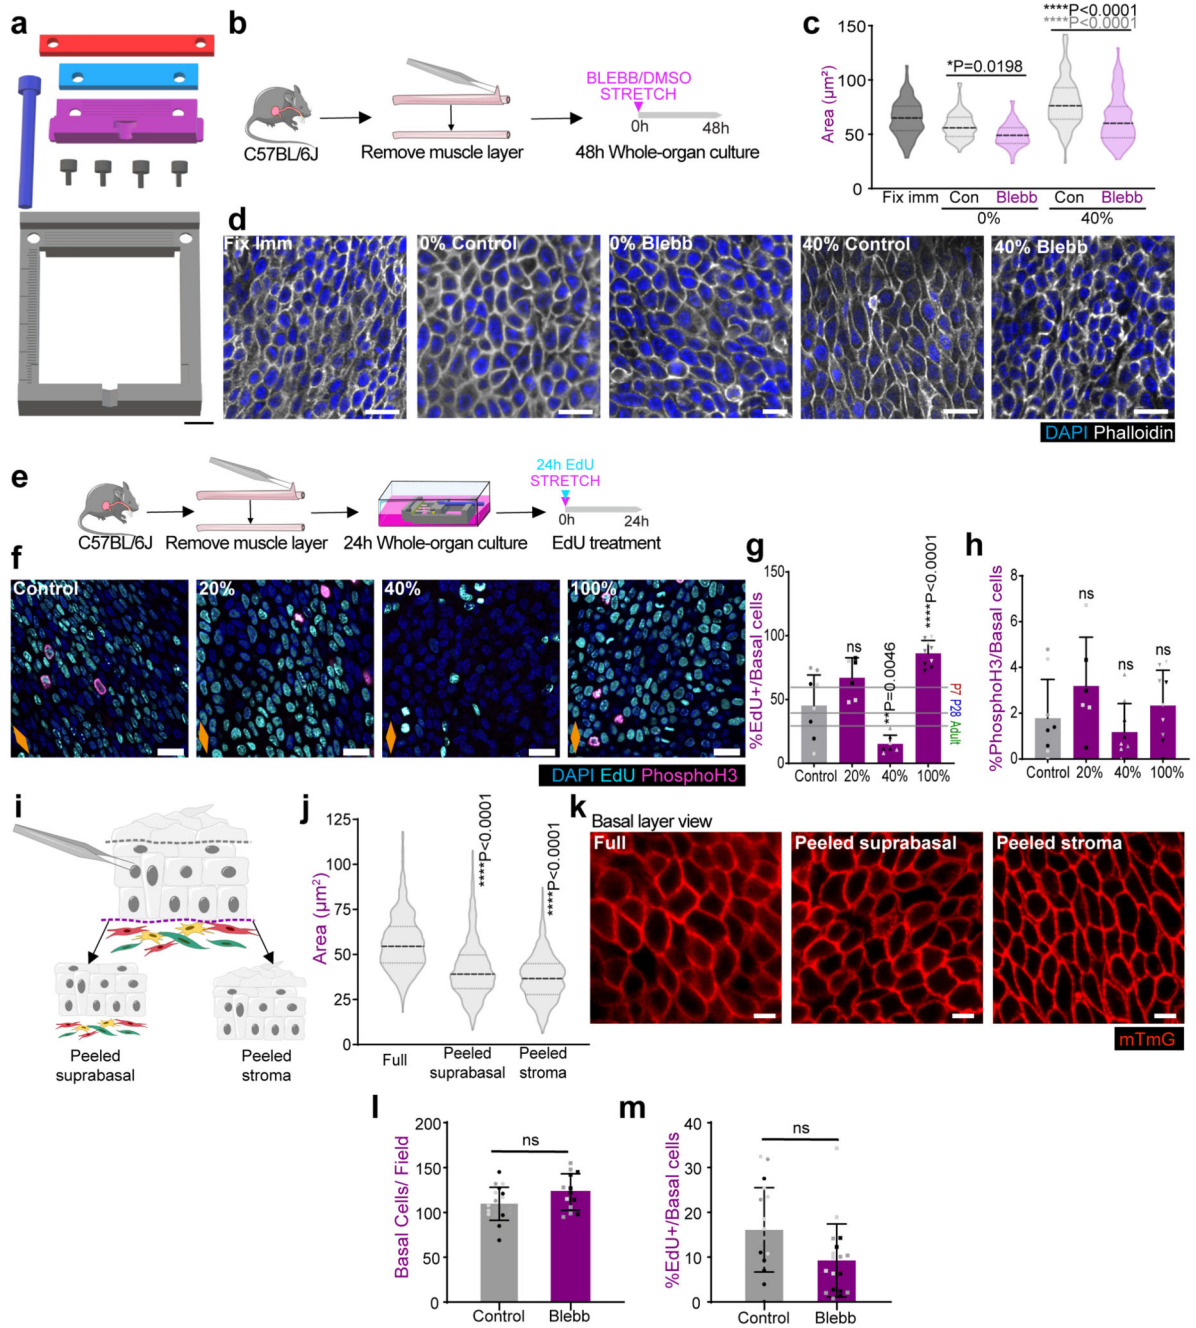 a
b
C57BL/6J
Remove muscle layer
BLEBB/DMSO
STRETCH
0h
48h
48h Whole-organ culture
c
****P<0.0001
****P<0.0001
*P=0.0198
Area (µm²)
150
100
50
0
Fix imm
Con
Blebb
Con
Blebb
0%
40%
d
Fix Imm
0% Control
0% Blebb
40% Control
40% Blebb
DAPI Phalloidin
e
C57BL/6J
Remove muscle layer
24h Whole-organ culture
24h EdU
STRETCH
0h
24h
EdU treatment
f
Control
20%
40%
100%
DAPI EdU PhosphoH3
g
%EdU+/Basal cells
150
100
50
0
ns
**P=0.0046
****P<0.0001
P7 P28 Adult
Control
20%
40%
100%
h
%PhosphoH3/Basal cells
8
6
4
2
0
ns
ns
ns
Control
20%
40%
100%
i
Peeled
suprabasal
Peeled
stroma
j
Area (µm²)
125
100
75
50
25
0
****P<0.0001
****P<0.0001
Full
Peeled
suprabasal
Peeled
stroma
k
Basal layer view
Full
Peeled suprabasal
Peeled stroma
mTmG
l
Basal Cells/ Field
200
150
100
50
0
ns
Control
Blebb
m
%EdU+/Basal cells
40
30
20
10
0
ns
Control
Blebb